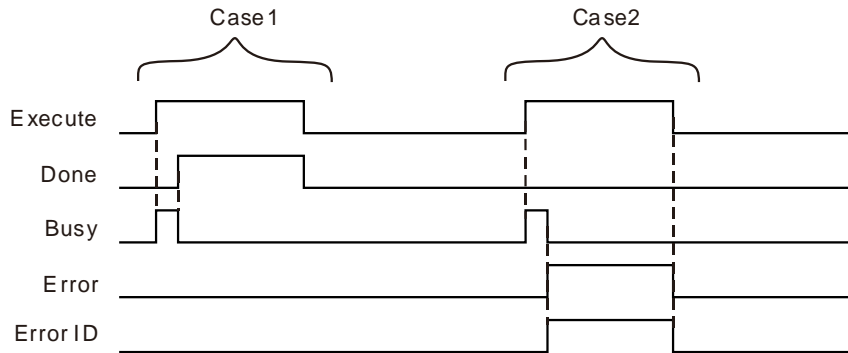 Case1
Case2
Execute
Done
Busy
Error
Error ID